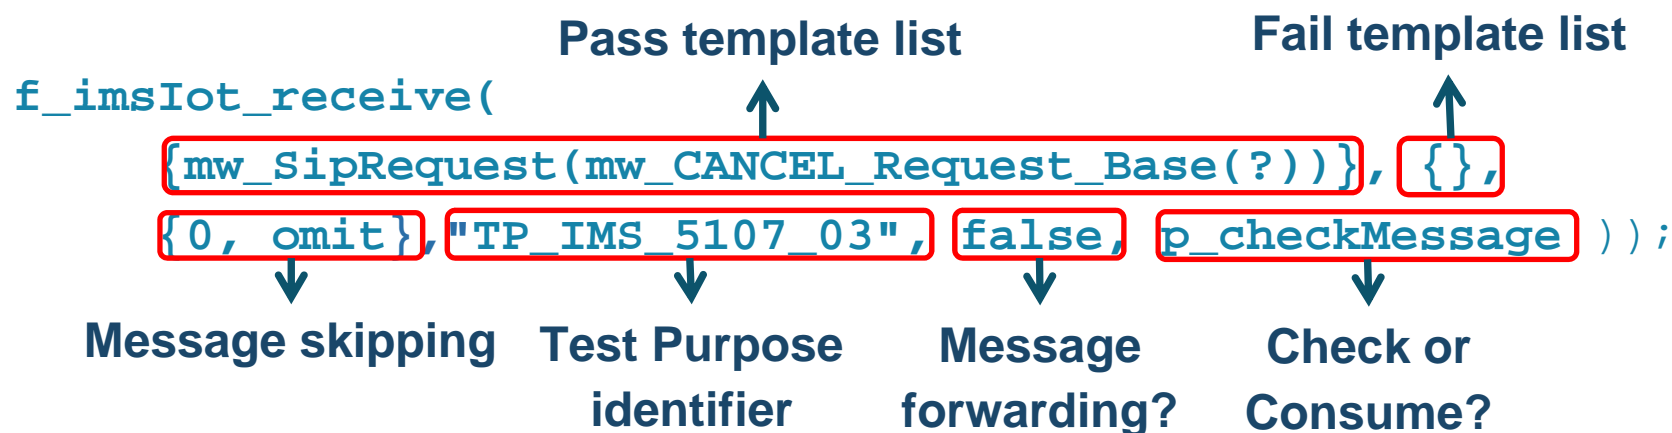 Pass template list
Fail template list
f_imsIot_receive(
{mw_SipRequest(mw_CANCEL_Request_Base(?))}, {},
{0, omit},"TP_IMS_5107_03", false, p_checkMessage ));
Message skipping
Test Purpose
identifier
Message
forwarding?
Check or
Consume?